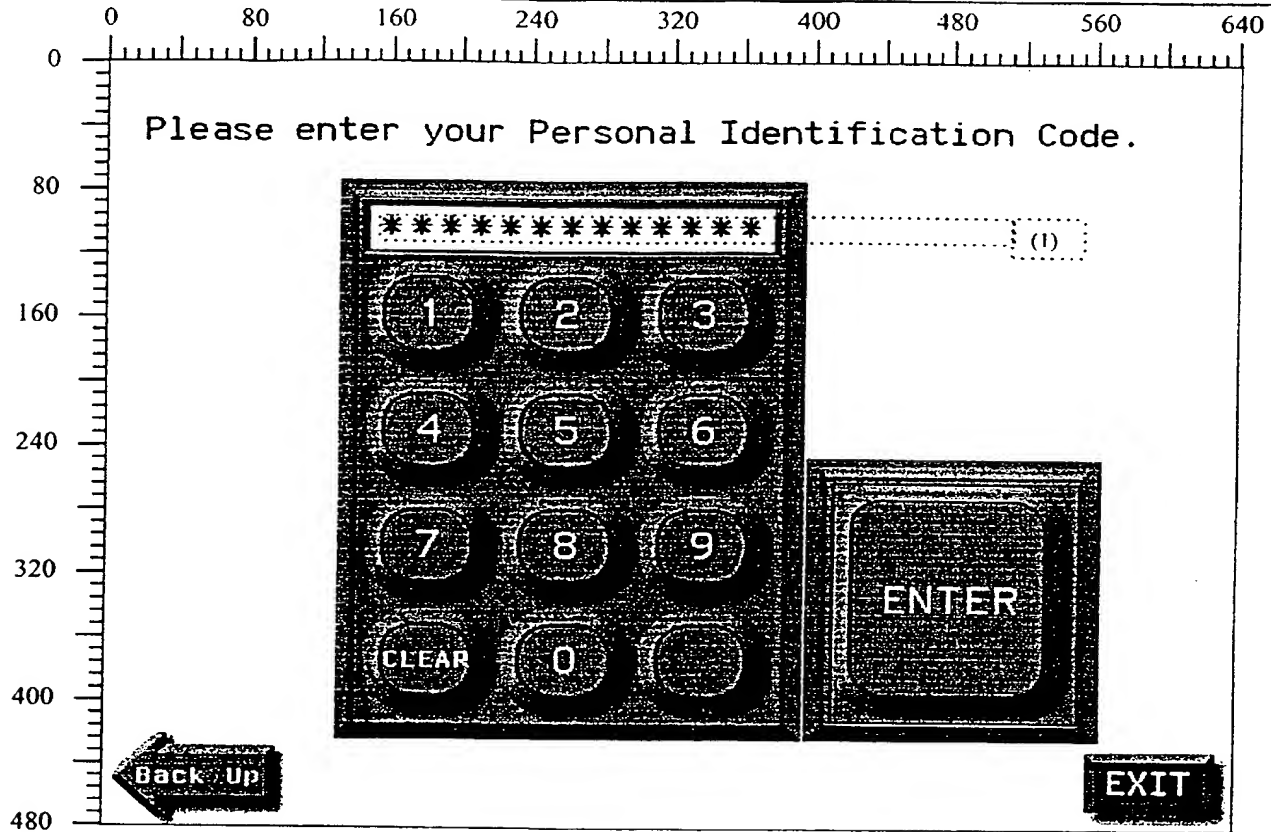 0 80 160 240 320 400 480 560 640
0
Please enter your Personal Identification Code.
80
* * * * * * * * * * * * *
(1)
160
1 2 3
240
4 5 6
7 8 9
320
ENTER
CLEAR 0
400
Back Up
EXIT
480